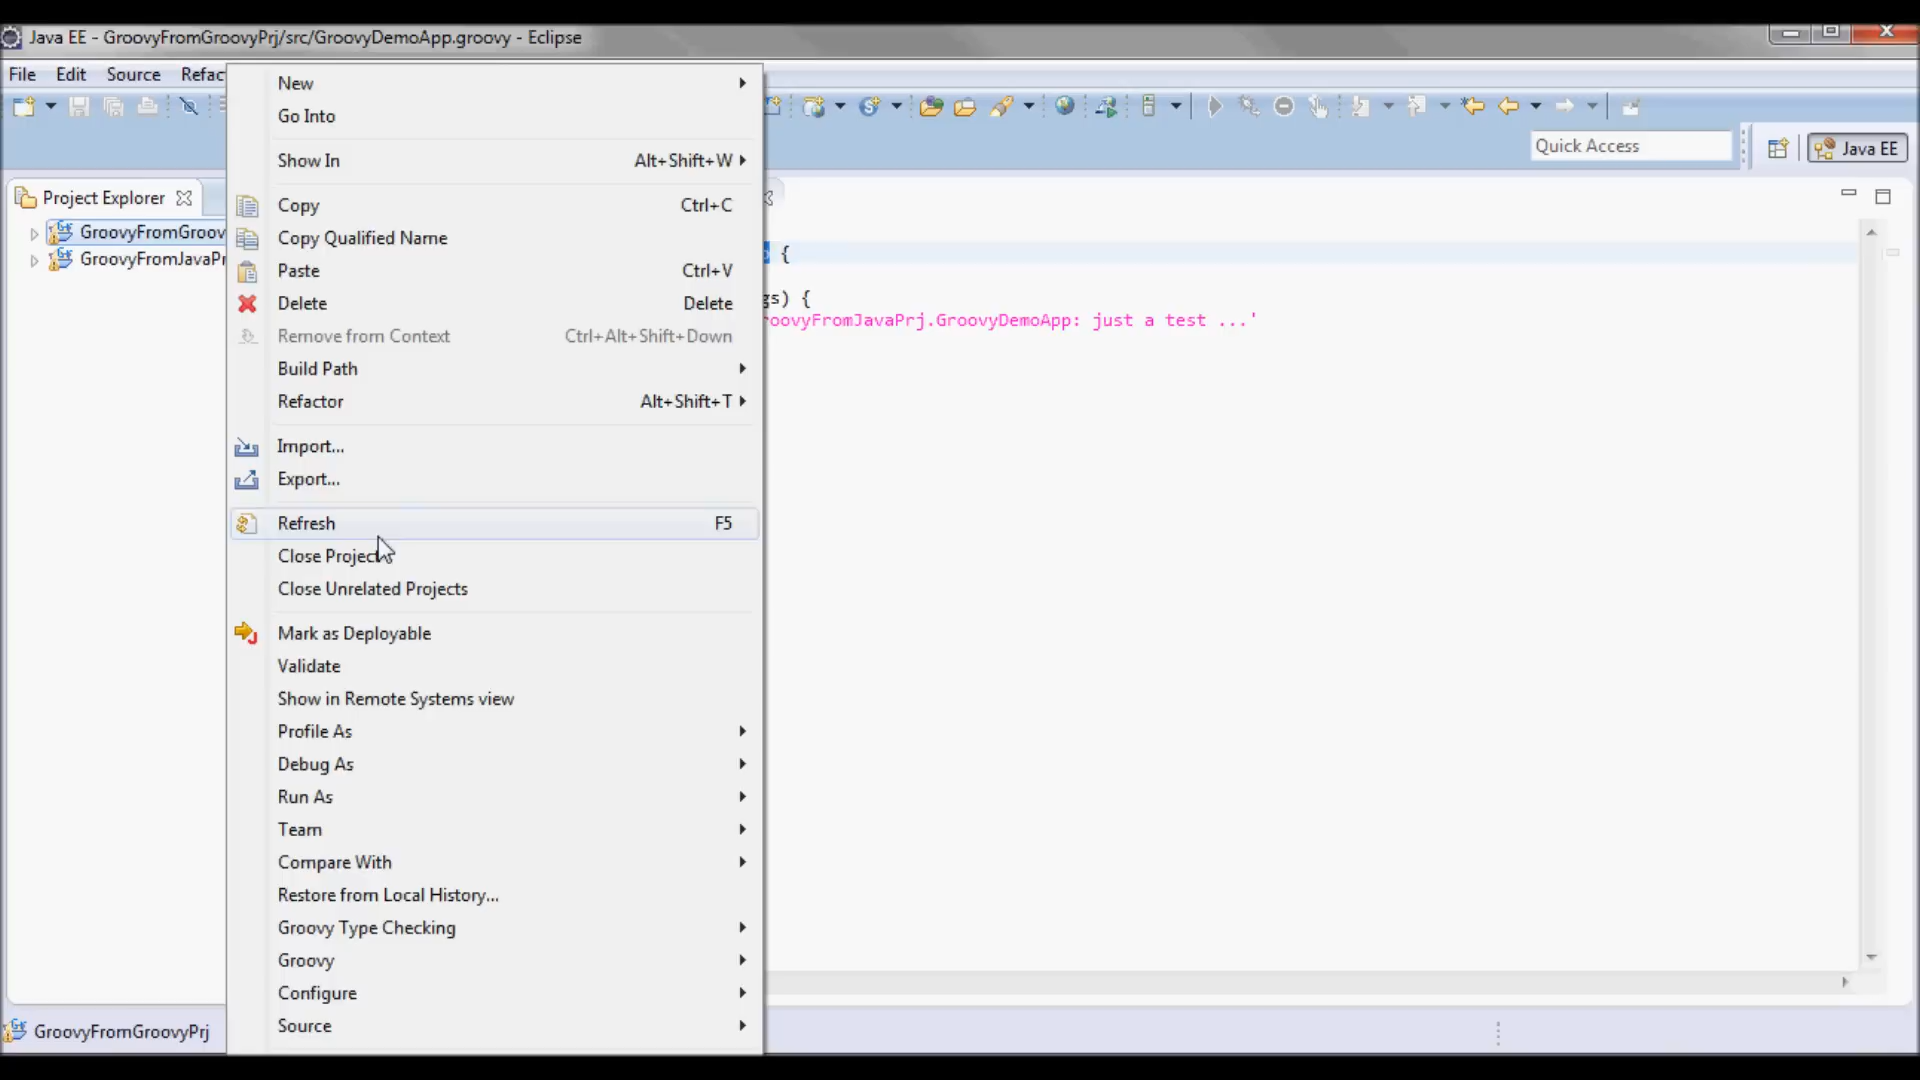 Java EE - GroovyFromGroovyPrj/src/GroovyDemoApp.groovy - Eclipse
File Edit Source Refac
Quick Access
Java EE
Project Explorer
GroovyFromGroov
GroovyFromJavaPr
New
Go Into
Show In Alt+Shift+W
Copy Ctrl+C
Copy Qualified Name
Paste Ctrl+V
Delete Delete
Remove from Context Ctrl+Alt+Shift+Down
Build Path
Refactor Alt+Shift+T
Import...
Export...
Refresh F5
Close Project
Close Unrelated Projects
Mark as Deployable
Validate
Show in Remote Systems view
Profile As
Debug As
Run As
Team
Compare With
Restore from Local History...
Groovy Type Checking
Groovy
Configure
Source
{
gs) {
roovyFromJavaPrj.GroovyDemoApp: just a test ...'
GroovyFromGroovyPrj